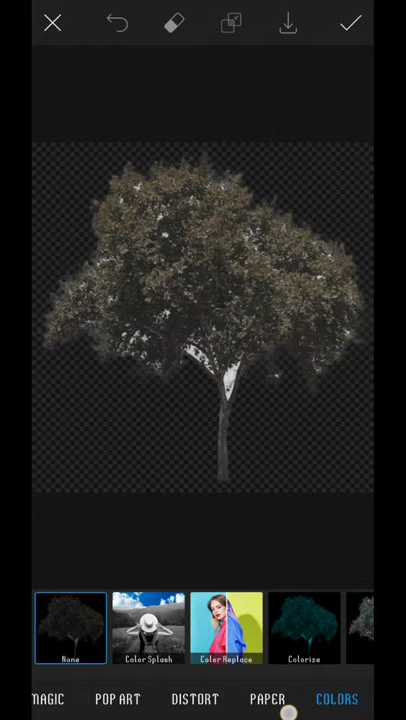 None
Color Splash
Color Replace
Colorize
MAGIC
POP ART
DISTORT
PAPER
COLORS